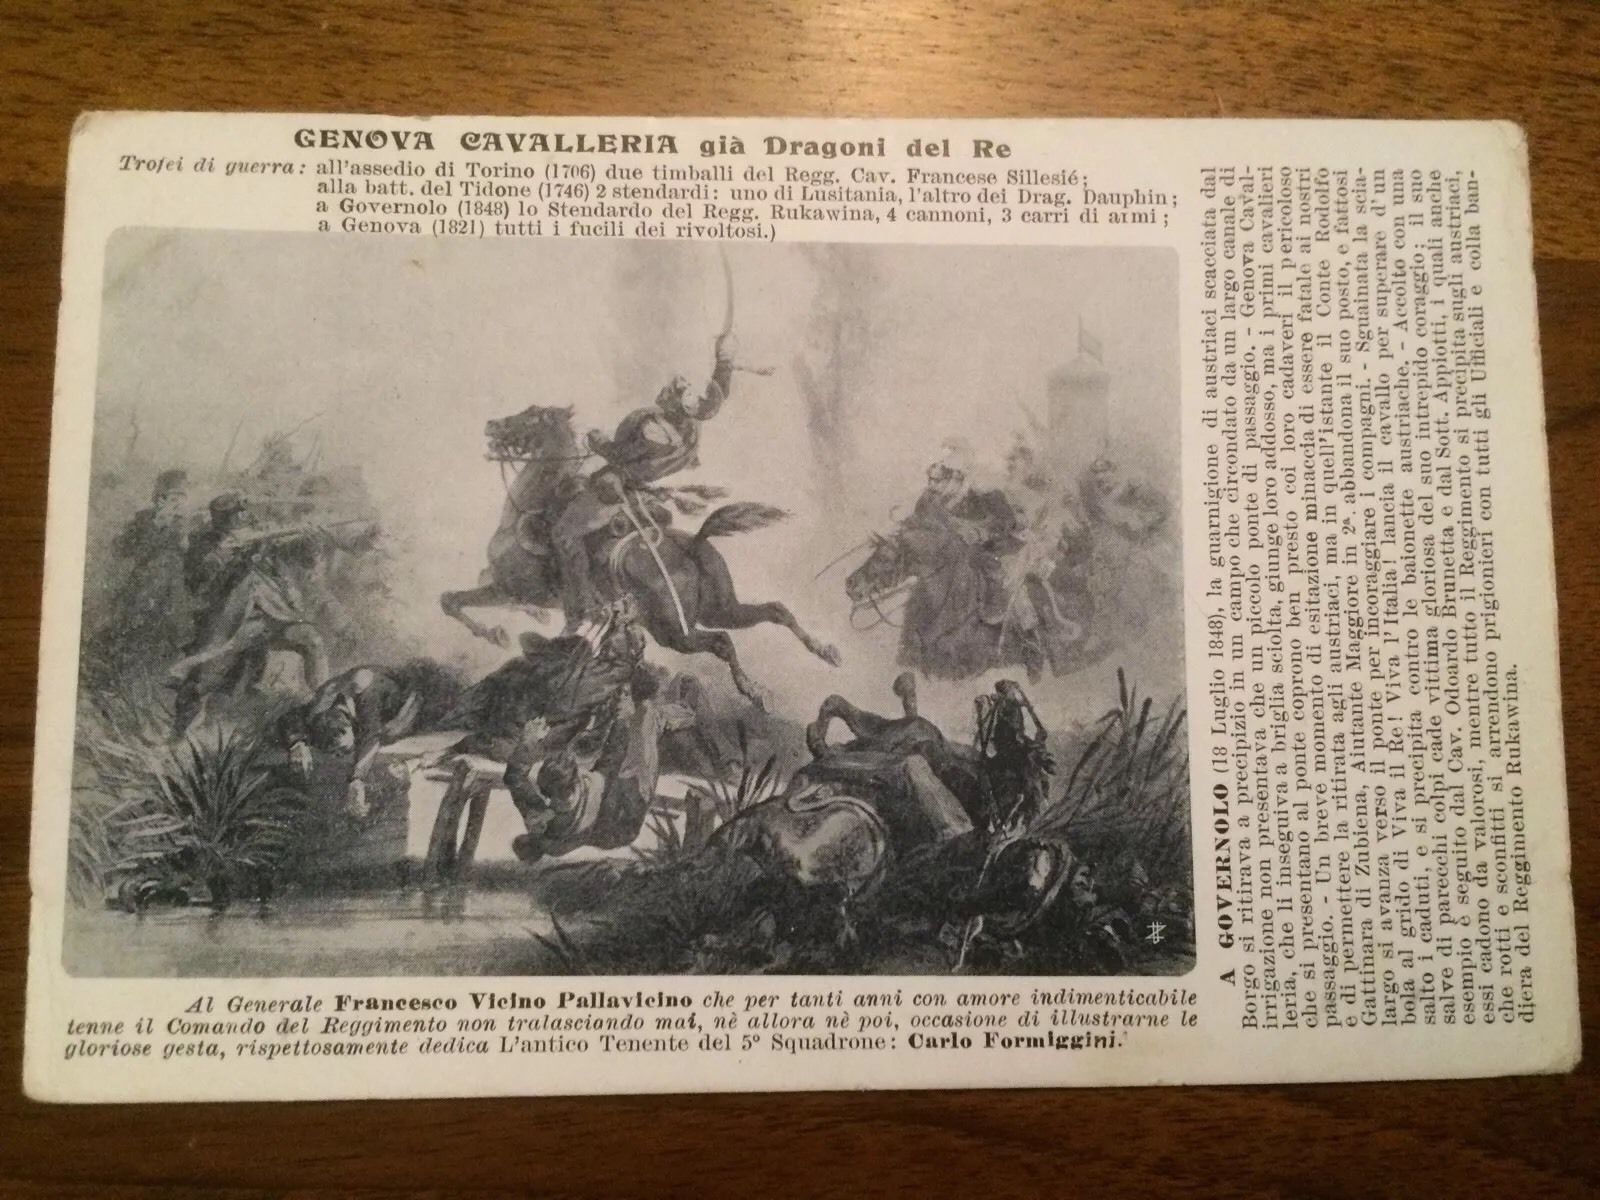 GENOVA CAVALLERIA già Dragoni del Re
Trofei di guerra: all'assedio di Torino (1706) due timballi del Regg. Cav. Francese Sillesié;
alla batt. del Tidone (1746) 2 stendardi: uno di Lusitania, l'altro dei Drag. Dauphin;
a Governolo (1848) lo Stendardo del Regg. Rukawina, 4 cannoni, 3 carri di armi;
a Genova (1821) tutti i fucili dei rivoltosi.)
Al Generale Francesco Vicino Pallavicino che per tanti anni con amore indimenticabile
tenne il Comando del Reggimento non tralasciando mai, nè allora nè poi, occasione di illustrarne le
gloriose gesta, rispettosamente dedica L'antico Tenente del 5º Squadrone: Carlo Formiggini.
A GOVERNOLO (18 Luglio 1848), la guarnigione di austriaci scacciata dal
Borgo si ritirava a precipizio in un campo che circondato da un largo canale di
irrigazione non presentava che un piccolo ponte di passaggio. - Genova Caval-
leria, che li inseguiva a briglia sciolta, giunge loro addosso, ma i primi cavalieri
che si presentano al ponte coprono ben presto coi loro cadaveri il pericoloso
passaggio. - Un breve momento di esitazione minaccia di essere fatale ai nostri
e di permettere la ritirata agli austriaci, ma in quell'istante il Conte Rodolfo
Gattinara di Zubiena, Aiutante Maggiore in 2ª. abbandona il suo posto, e fattosi
largo si avanza verso il ponte per incoraggiare i compagni. - Sguainata la scia-
bola al grido di Viva il Re! Viva l'Italia! lancia il cavallo per superare d'un
salto i caduti, e si precipita contro le baionette austriache. - Accolto con una
salve di parecchi colpi cade vittima gloriosa del suo intrepido coraggio; il suo
esempio è seguito dal Cav. Odoardo Brunetta e dal Sott. Appiotti, i quali anche
essi cadono da valorosi, mentre tutto il Reggimento si precipita sugli austriaci,
che rotti e sconfitti si arrendono prigionieri con tutti gli Ufficiali e colla ban-
diera del Reggimento Rukawina.